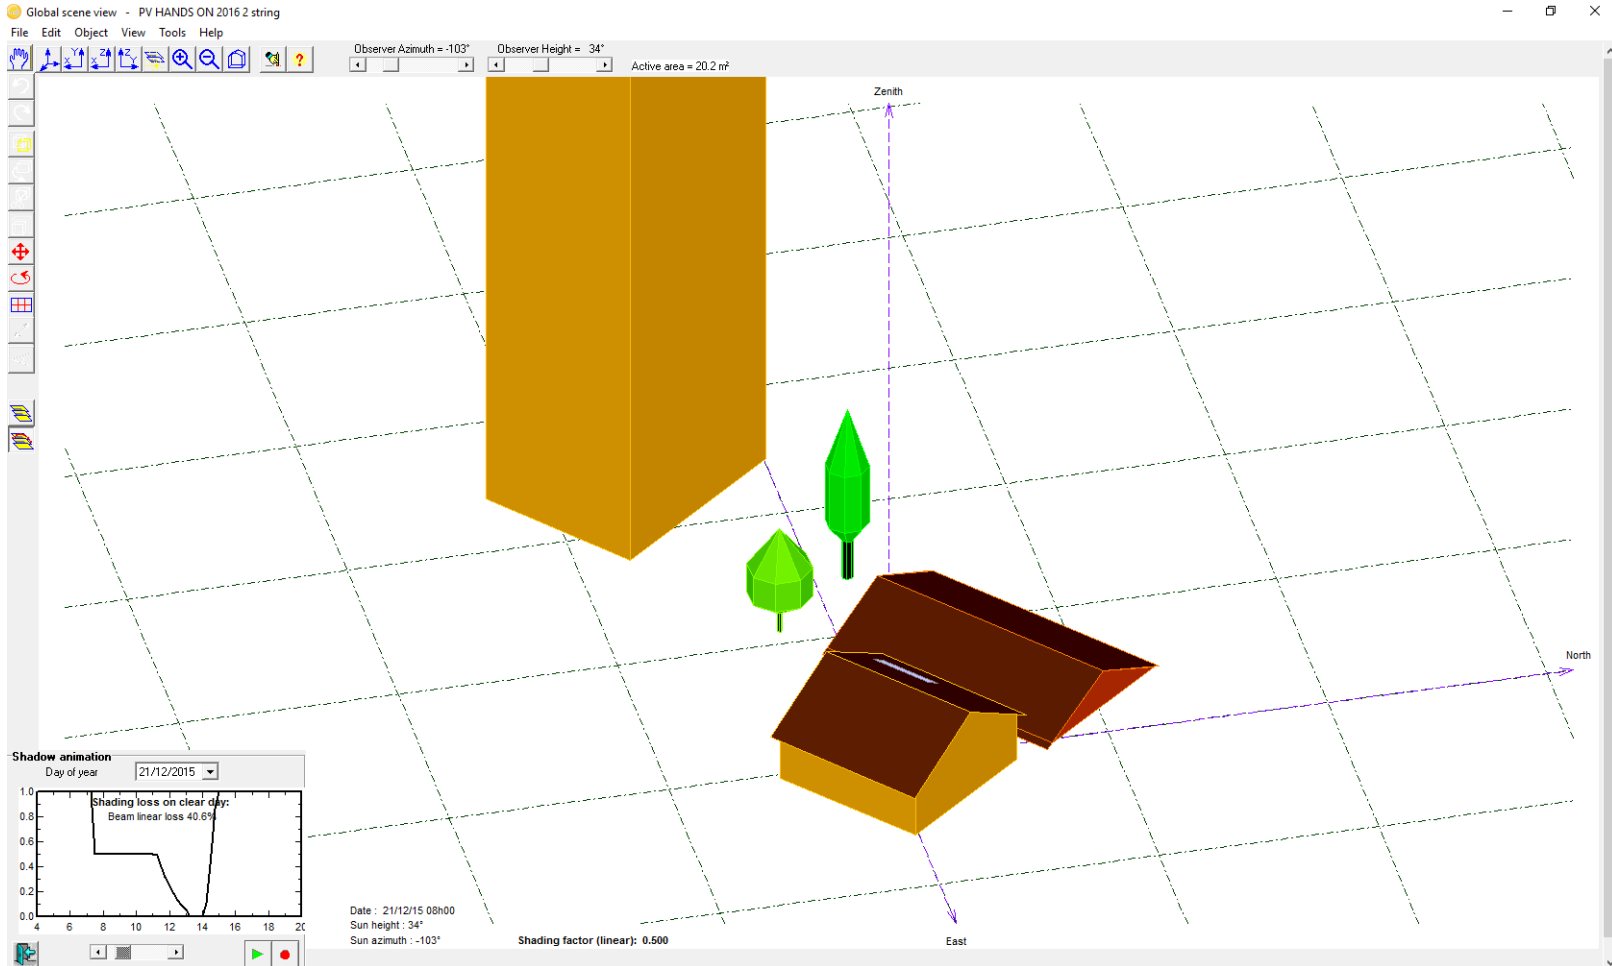 Global scene view - PV HANDS ON 2016 2 string
File Edit Object View Tools Help
Observer Azimuth = -103° Observer Height = 34° Active area = 20.2 m²
Zenith
North
East
Shadow animation
Day of year 21/12/2015
Shading loss on clear day:
Beam linear loss 40.6%
1.0
0.8
0.6
0.4
0.2
0.0
4 6 8 10 12 14 16 18 20
Date : 21/12/15 08h00
Sun height : 34°
Sun azimuth : -103° Shading factor (linear): 0.500